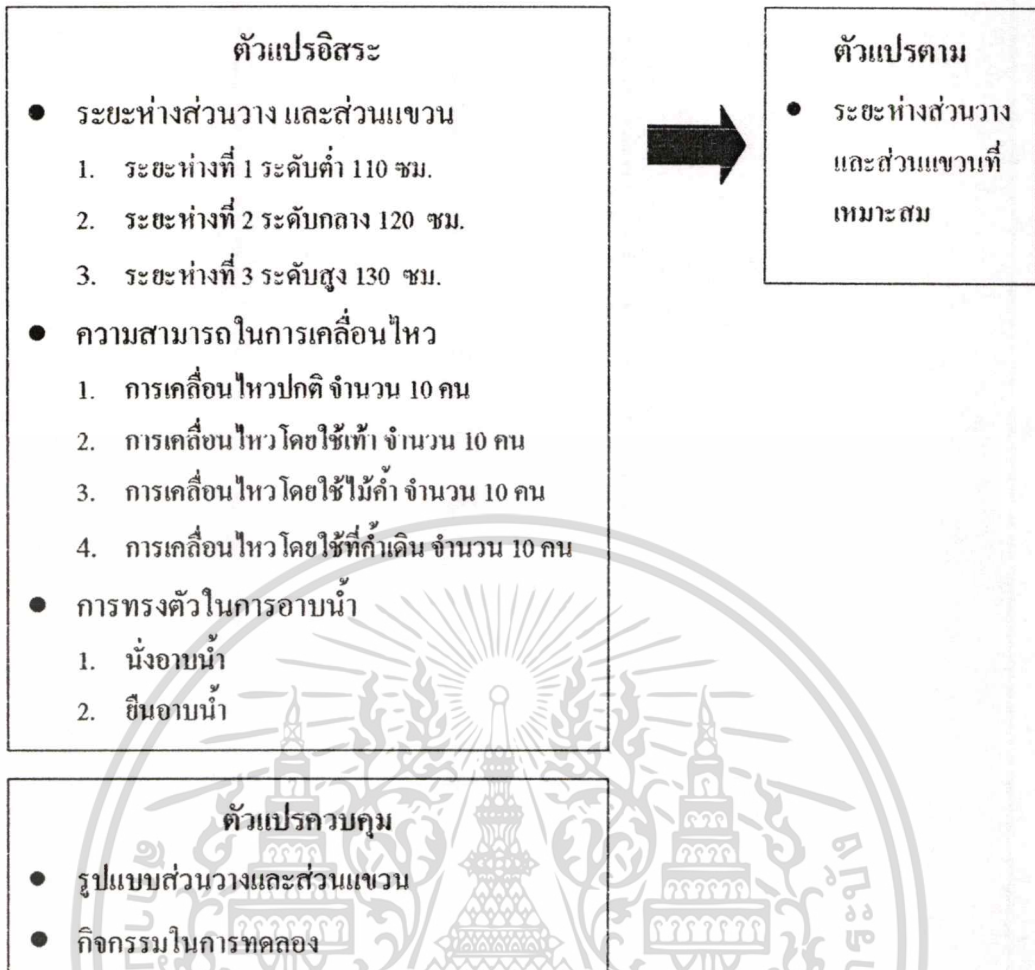 ตัวแปรอิสระ
● ระยะห่างส่วนวาง และส่วนแขวน
1. ระยะห่างที่ 1 ระดับต่ำ 110 ซม.
2. ระยะห่างที่ 2 ระดับกลาง 120 ซม.
3. ระยะห่างที่ 3 ระดับสูง 130 ซม.
● ความสามารถในการเคลื่อนไหว
1. การเคลื่อนไหวปกติ จำนวน 10 คน
2. การเคลื่อนไหวโดยใช้เท้า จำนวน 10 คน
3. การเคลื่อนไหวโดยใช้ไม้ค้ำ จำนวน 10 คน
4. การเคลื่อนไหวโดยใช้ที่ค้ำเดิน จำนวน 10 คน
● การทรงตัวในการอาบน้ำ
1. นั่งอาบน้ำ
2. ยืนอาบน้ำ
ตัวแปรตาม
● ระยะห่างส่วนวาง
และส่วนแขวนที่
เหมาะสม
ตัวแปรควบคุม
● รูปแบบส่วนวางและส่วนแขวน
● กิจกรรมในการทดลอง